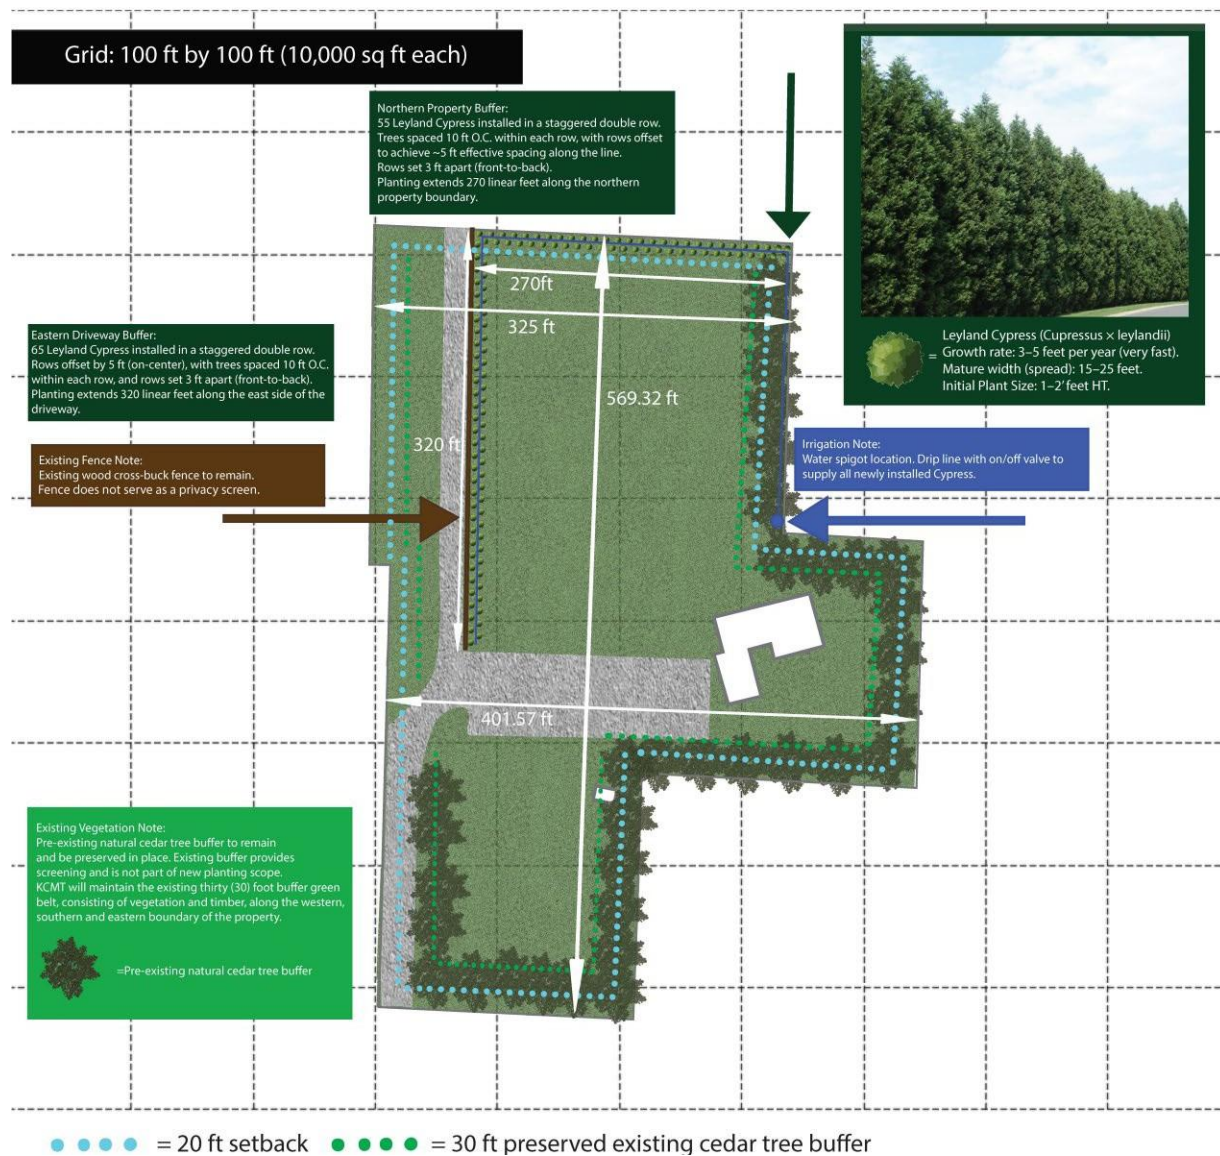 Grid: 100 ft by 100 ft (10,000 sq ft each)
Northern Property Buffer:
55 Leyland Cypress installed in a staggered double row.
Trees spaced 10 ft O.C. within each row, with rows offset
to achieve ~5 ft effective spacing along the line.
Rows set 3 ft apart (front-to-back).
Planting extends 270 linear feet along the northern
property boundary.
Leyland Cypress (Cupressus × leylandii)
Growth rate: 3–5 feet per year (very fast).
Mature width (spread): 15–25 feet.
Initial Plant Size: 1–2' feet HT.
=
270ft
325 ft
Eastern Driveway Buffer:
65 Leyland Cypress installed in a staggered double row.
Rows offset by 5 ft (on-center), with trees spaced 10 ft O.C.
within each row, and rows set 3 ft apart (front-to-back).
Planting extends 320 linear feet along the east side of the
driveway.
569.32 ft
320 ft
Existing Fence Note:
Existing wood cross-buck fence to remain.
Fence does not serve as a privacy screen.
Irrigation Note:
Water spigot location. Drip line with on/off valve to
supply all newly installed Cypress.
401.57 ft
Existing Vegetation Note:
Pre-existing natural cedar tree buffer to remain
and be preserved in place. Existing buffer provides
screening and is not part of new planting scope.
KCMT will maintain the existing thirty (30) foot buffer green
belt, consisting of vegetation and timber, along the western,
southern and eastern boundary of the property.
=Pre-existing natural cedar tree buffer
= 20 ft setback
= 30 ft preserved existing cedar tree buffer